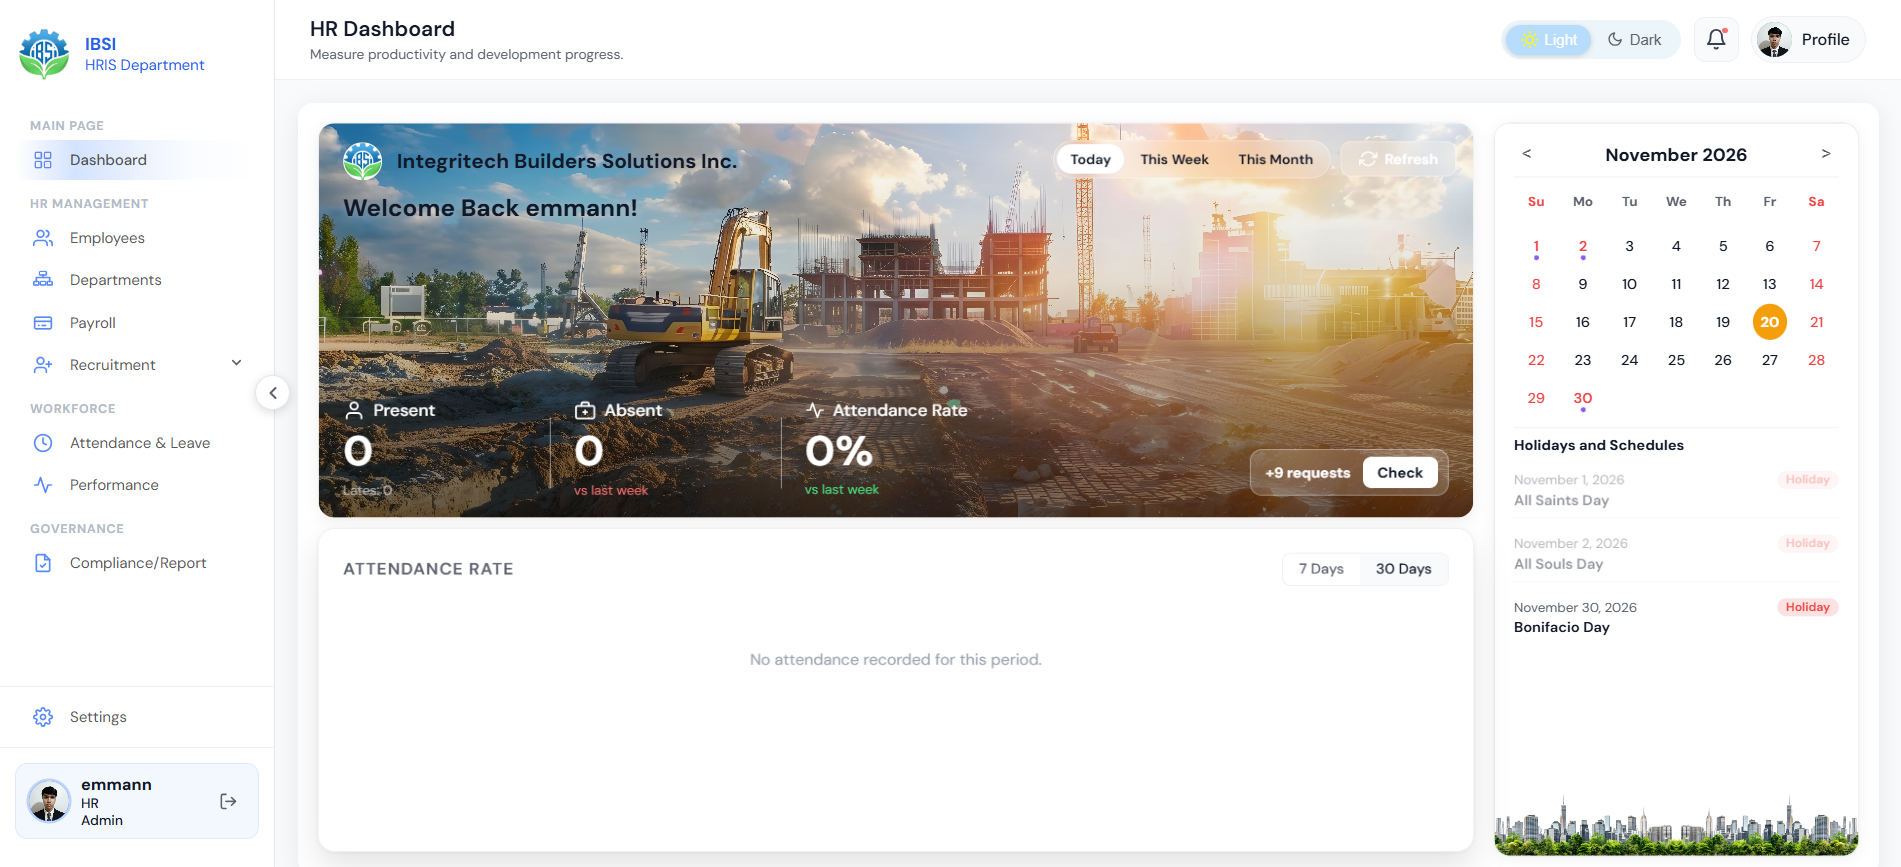 IBSI
IBSI
HRIS Department
MAIN PAGE
Dashboard
HR MANAGEMENT
Employees
Departments
Payroll
Recruitment
WORKFORCE
Attendance & Leave
Performance
GOVERNANCE
Compliance/Report
Settings
emmann
HR
Admin
HR Dashboard
Measure productivity and development progress.
Light
Dark
Profile
IBSI
Integritech Builders Solutions Inc.
Today
This Week
This Month
Refresh
Welcome Back emmann!
Present
0
Lates: 0
Absent
0
vs last week
Attendance Rate
0%
vs last week
+9 requests
Check
ATTENDANCE RATE
7 Days
30 Days
No attendance recorded for this period.
< November 2026 >
Su Mo Tu We Th Fr Sa
1 2 3 4 5 6 7
8 9 10 11 12 13 14
15 16 17 18 19 20 21
22 23 24 25 26 27 28
29 30
Holidays and Schedules
November 1, 2026 Holiday
All Saints Day
November 2, 2026 Holiday
All Souls Day
November 30, 2026 Holiday
Bonifacio Day